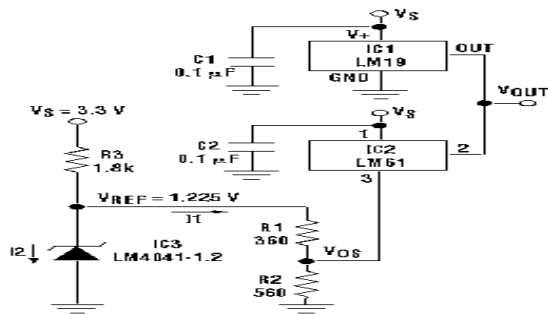 VS
V+
C1
0.1 µF
IC1
LM19
OUT
GND
VOUT
VS
VS = 3.3 V
C2
0.1 µF
1
IC2
LM61
2
3
R3
1.8k
VREF = 1.225 V
I1
R1
360
VOS
I2
IC3
LM4041-1.2
R2
560